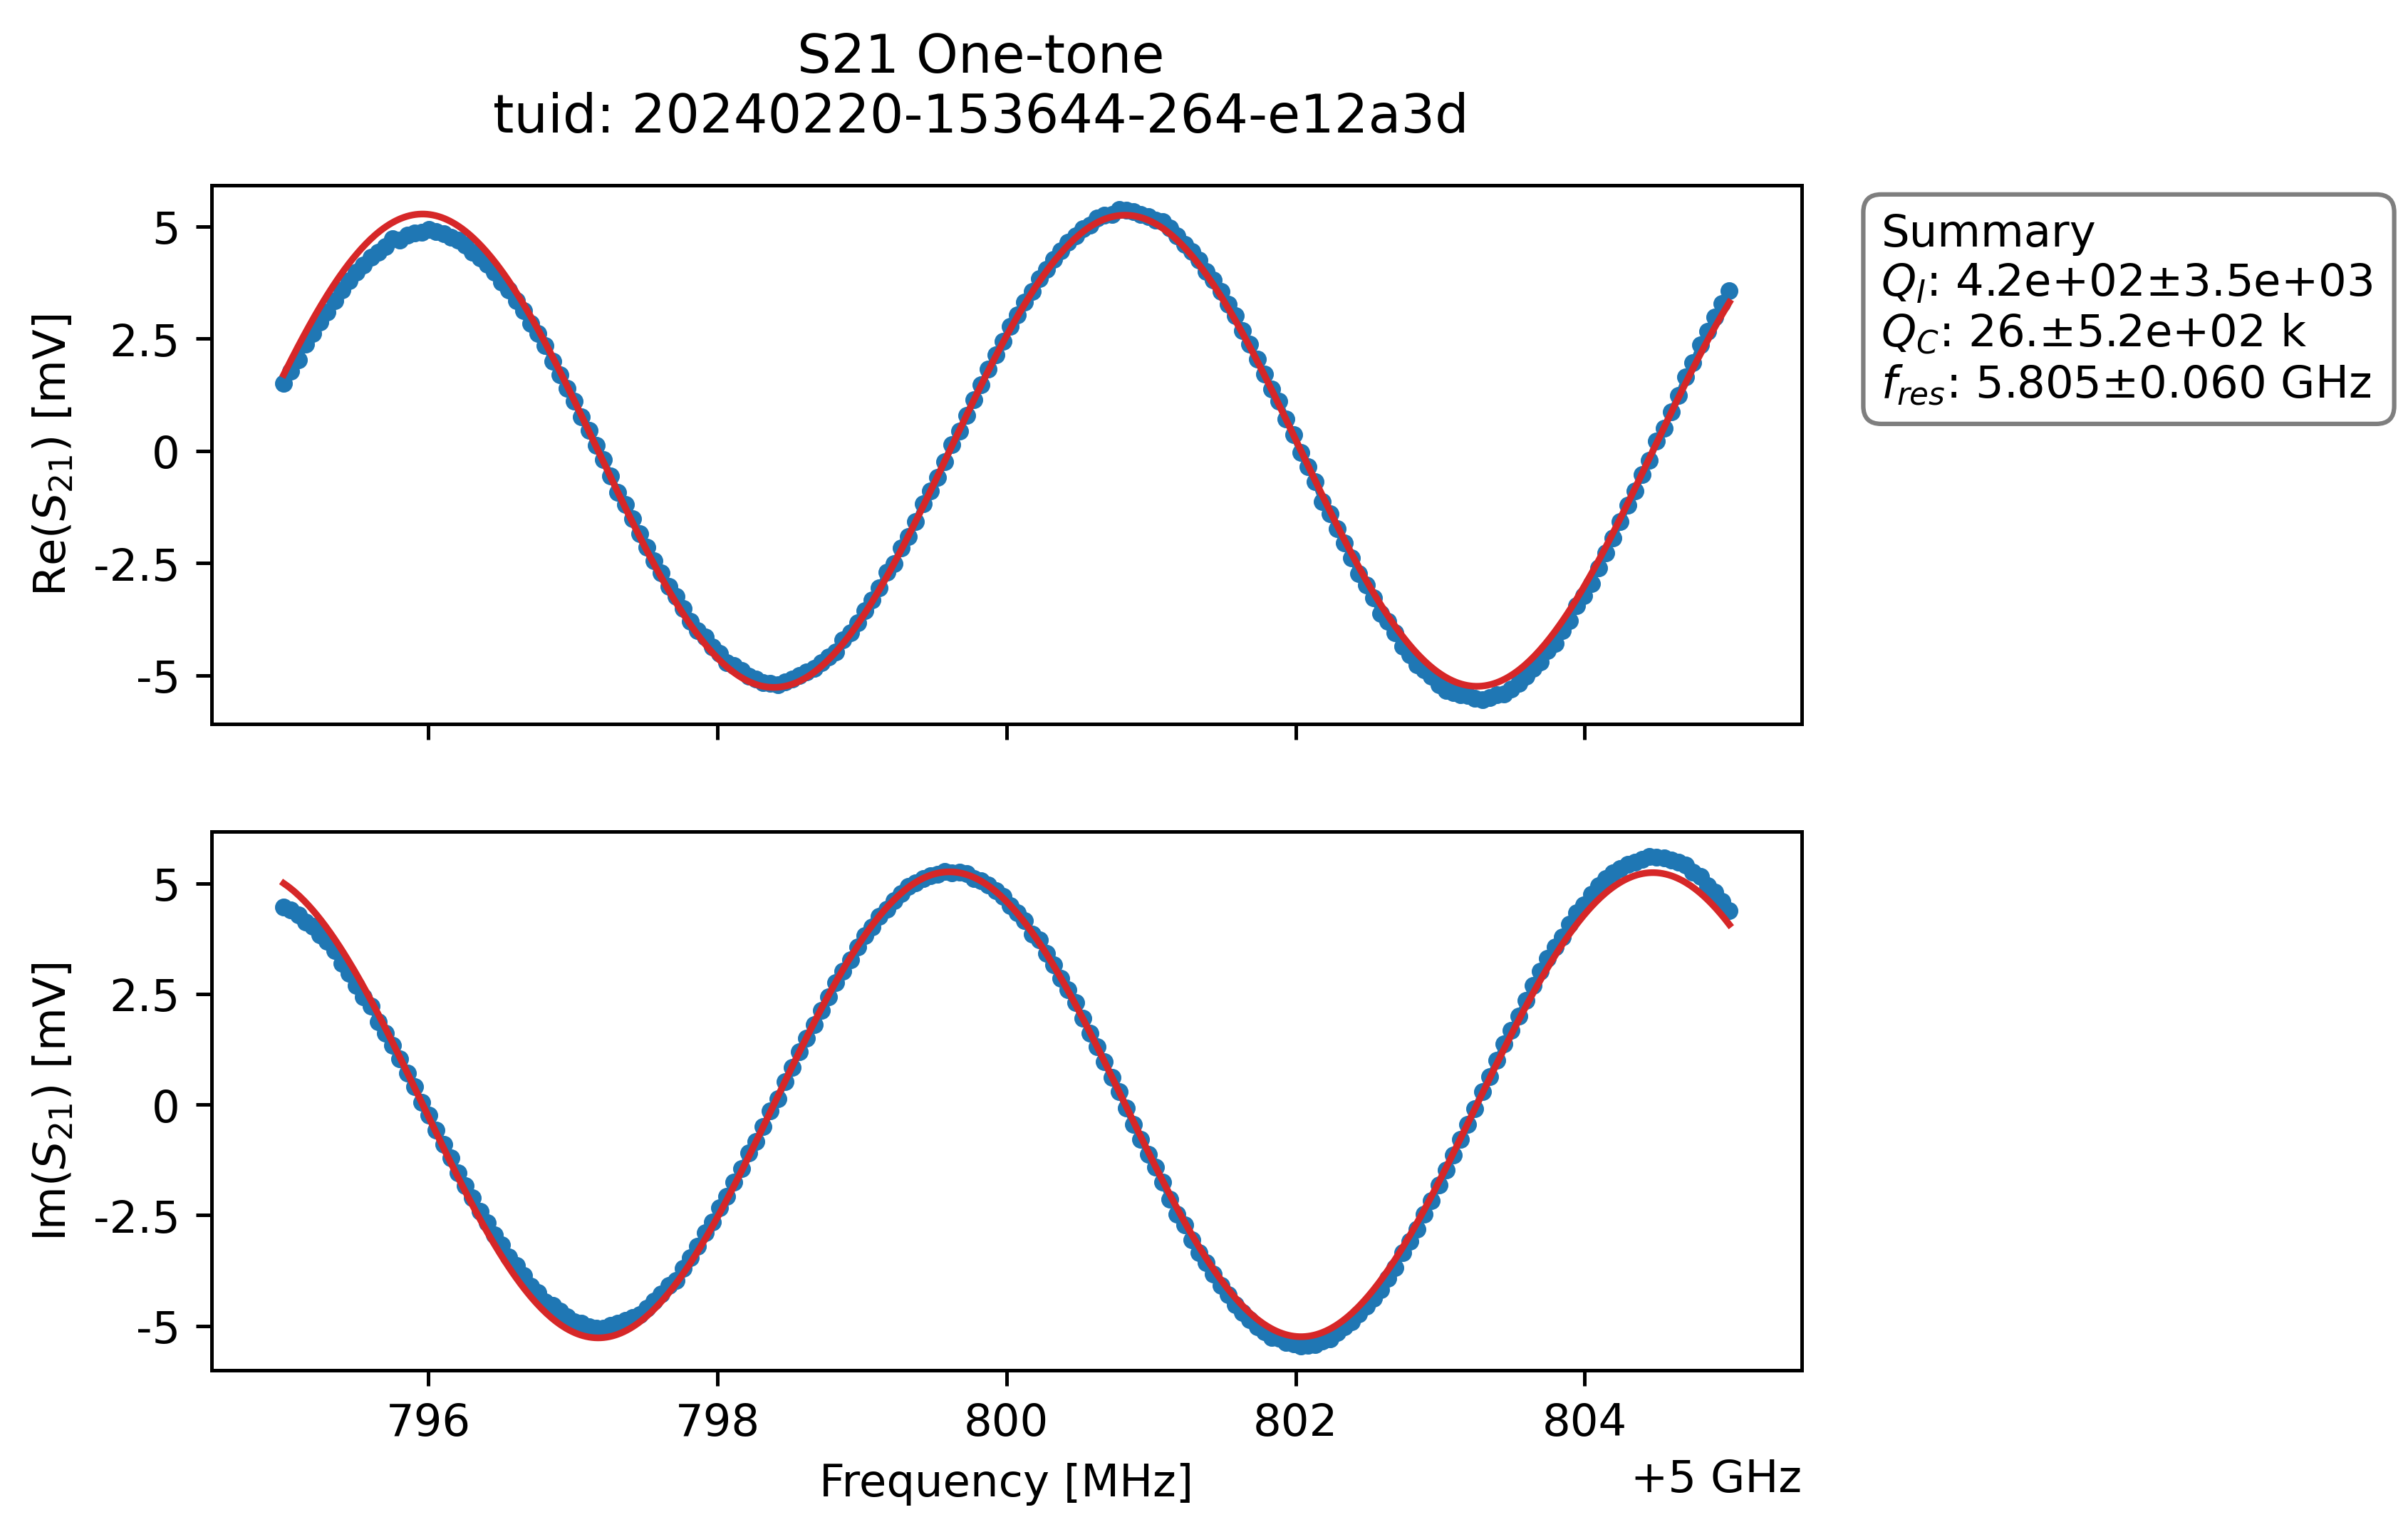 S21 One-tone
tuid: 20240220-153644-264-e12a3d
Re(S21) [mV]
5
2.5
0
-2.5
-5
Summary
QI: 4.2e+02±3.5e+03
QC: 26.±5.2e+02 k
fres: 5.805±0.060 GHz
Im(S21) [mV]
5
2.5
0
-2.5
-5
796 798 800 802 804
Frequency [MHz]
+5 GHz